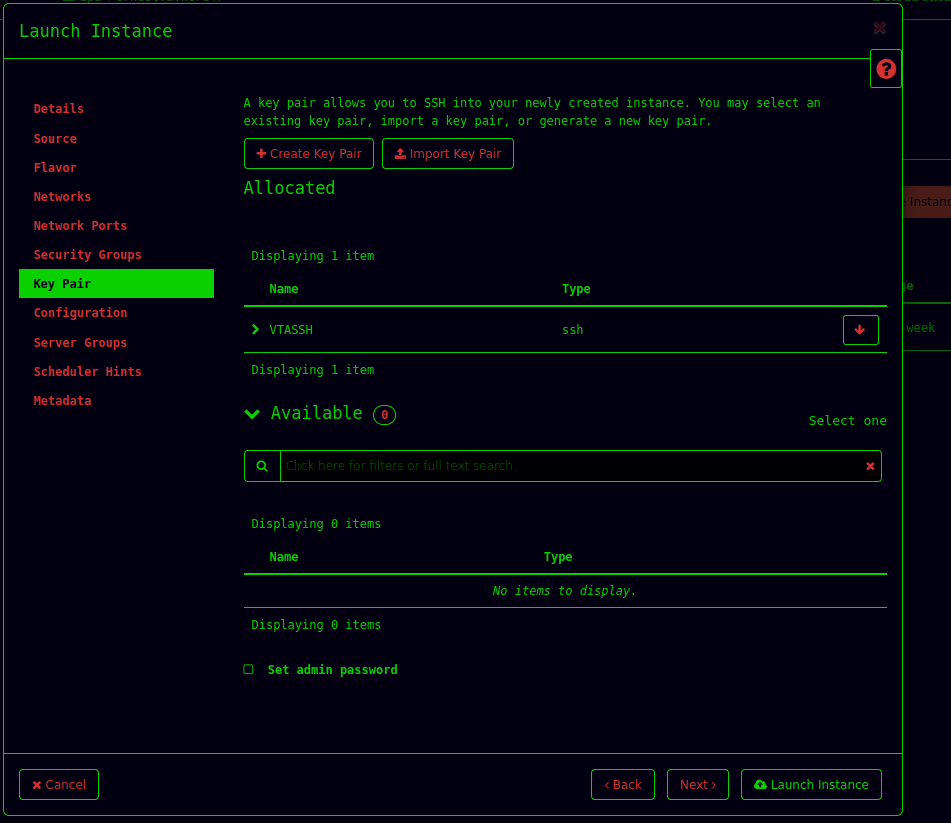 Launch Instance
Details
Source
Flavor
Networks
Network Ports
Security Groups
Key Pair
Configuration
Server Groups
Scheduler Hints
Metadata
A key pair allows you to SSH into your newly created instance. You may select an
existing key pair, import a key pair, or generate a new key pair.
Create Key Pair
Import Key Pair
Allocated
Displaying 1 item
Name Type
VTASSH ssh
Displaying 1 item
Available 0
Select one
Click here for filters or full text search.
Displaying 0 items
Name Type
No items to display.
Displaying 0 items
Set admin password
Cancel
‹ Back
Next ›
Launch Instance
week